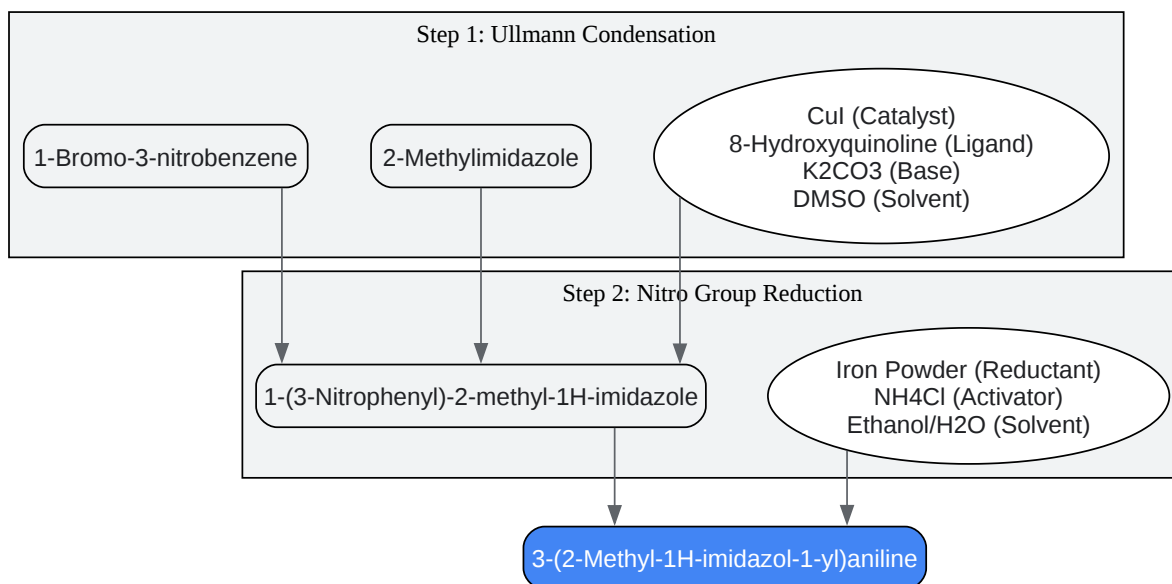 Step 1: Ullmann Condensation
1-Bromo-3-nitrobenzene
2-Methylimidazole
CuI (Catalyst)
8-Hydroxyquinoline (Ligand)
K2CO3 (Base)
DMSO (Solvent)
Step 2: Nitro Group Reduction
1-(3-Nitrophenyl)-2-methyl-1H-imidazole
Iron Powder (Reductant)
NH4Cl (Activator)
Ethanol/H2O (Solvent)
3-(2-Methyl-1H-imidazol-1-yl)aniline